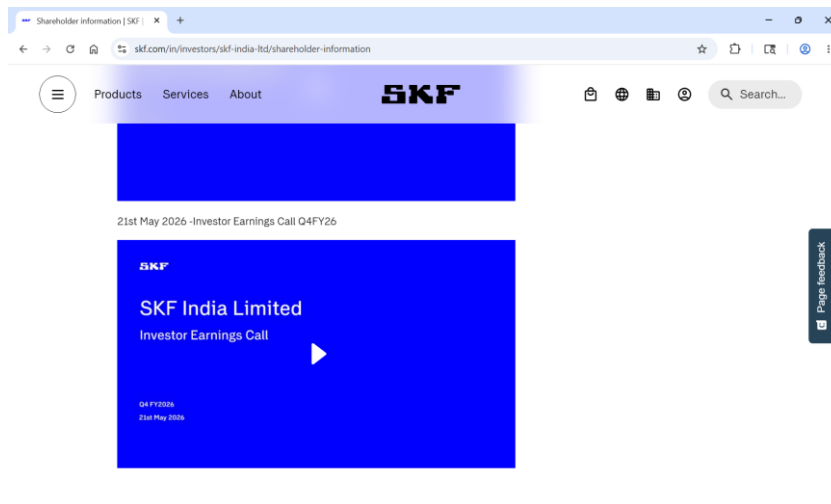 Shareholder information | SKF |
skf.com/in/investors/skf-india-ltd/shareholder-information
Products Services About SKF Search...
21st May 2026 -Investor Earnings Call Q4FY26
SKF
SKF India Limited
Investor Earnings Call
Q4 FY2026
21st May 2026
Page feedback